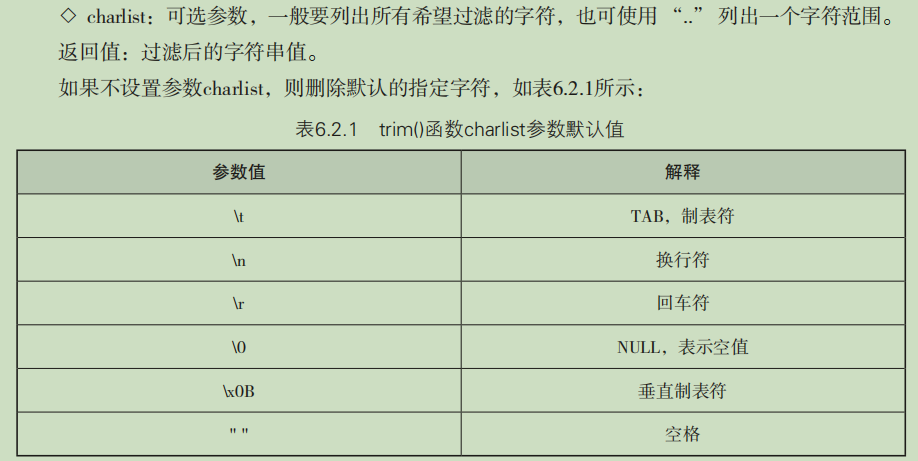 ◇ charlist：可选参数，一般要列出所有希望过滤的字符，也可使用 “..” 列出一个字符范围。
返回值：过滤后的字符串值。
如果不设置参数charlist，则删除默认的指定字符，如表6.2.1所示：
表6.2.1 trim()函数charlist参数默认值
参数值 解释
\t TAB，制表符
\n 换行符
\r 回车符
\0 NULL，表示空值
\x0B 垂直制表符
" " 空格